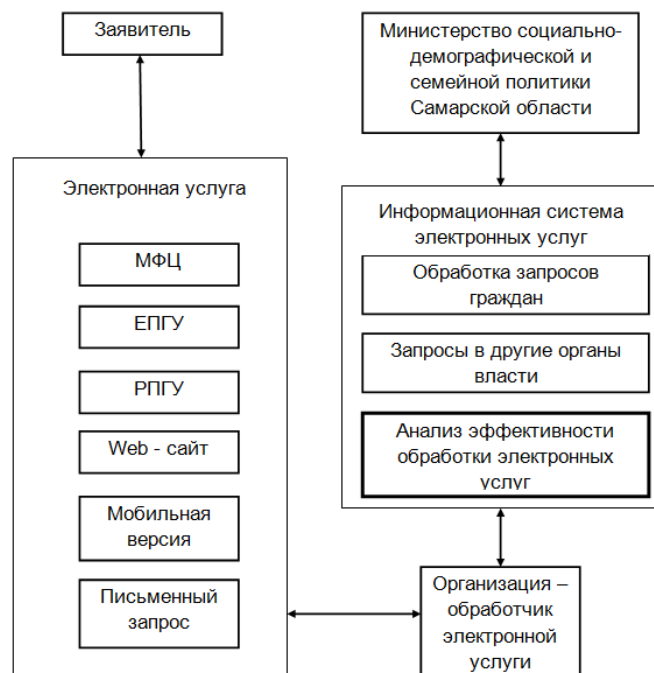 Заявитель
Электронная услуга
МФЦ
ЕПГУ
РПГУ
Web - сайт
Мобильная
версия
Письменный
запрос
Министерство социально-
демографической и
семейной политики
Самарской области
Информационная система
электронных услуг
Обработка запросов
граждан
Запросы в другие органы
власти
Анализ эффективности
обработки электронных
услуг
Организация –
обработчик
электронной
услуги